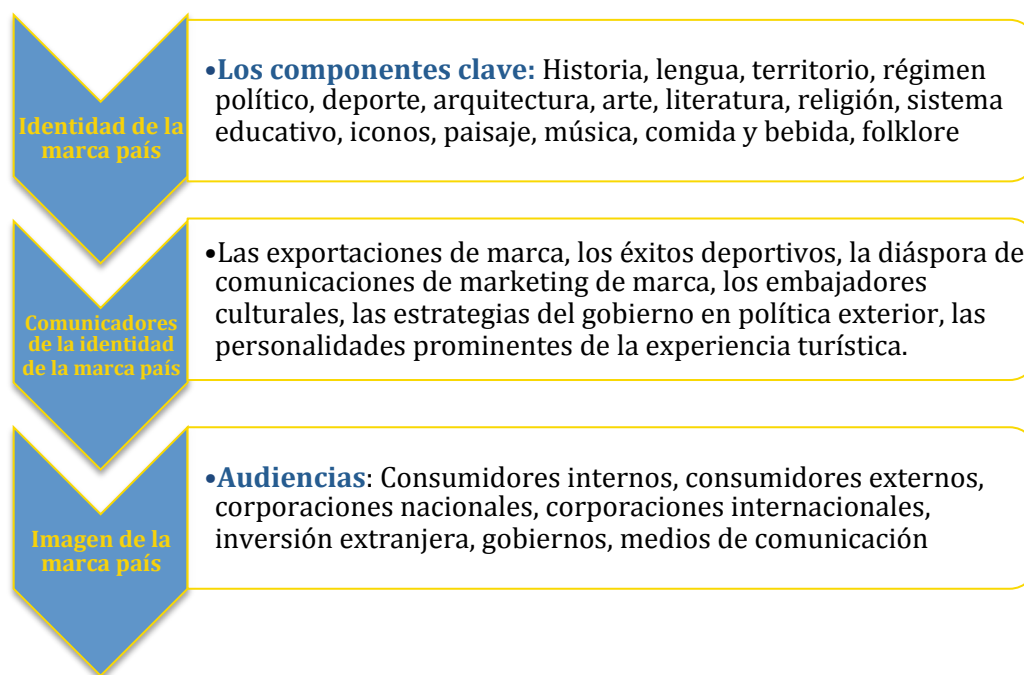 Identidad de la
marca país
•Los componentes clave: Historia, lengua, territorio, régimen
político, deporte, arquitectura, arte, literatura, religión, sistema
educativo, iconos, paisaje, música, comida y bebida, folklore
Comunicadores
de la identidad
de la marca país
•Las exportaciones de marca, los éxitos deportivos, la diáspora de
comunicaciones de marketing de marca, los embajadores
culturales, las estrategias del gobierno en política exterior, las
personalidades prominentes de la experiencia turística.
Imagen de la
marca país
•Audiencias: Consumidores internos, consumidores externos,
corporaciones nacionales, corporaciones internacionales,
inversión extranjera, gobiernos, medios de comunicación